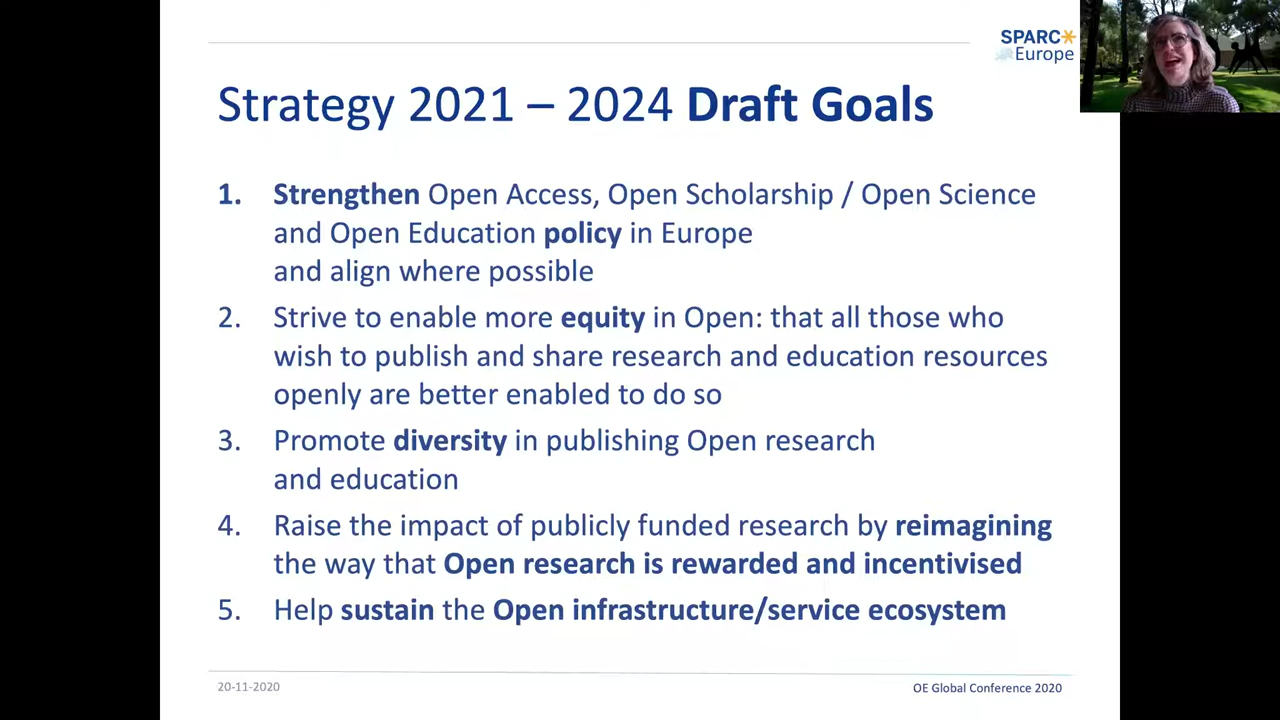 SPARC
Europe
Strategy 2021 – 2024 Draft Goals
1. Strengthen Open Access, Open Scholarship / Open Science
and Open Education policy in Europe
and align where possible
2. Strive to enable more equity in Open: that all those who
wish to publish and share research and education resources
openly are better enabled to do so
3. Promote diversity in publishing Open research
and education
4. Raise the impact of publicly funded research by reimagining
the way that Open research is rewarded and incentivised
5. Help sustain the Open infrastructure/service ecosystem
20-11-2020
OE Global Conference 2020